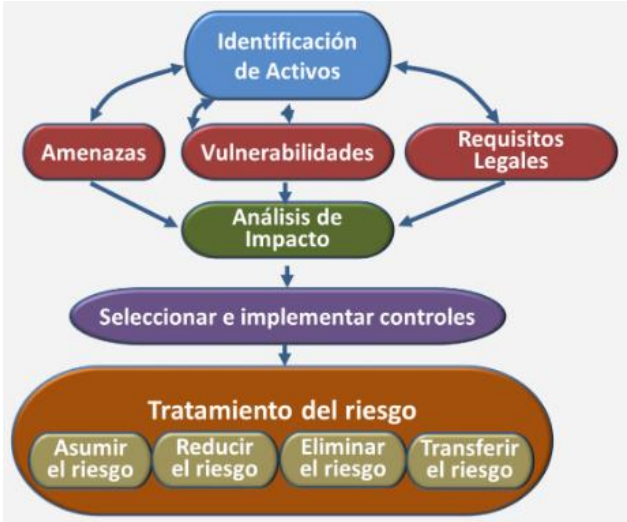 Identificación
de Activos
Amenazas
Vulnerabilidades
Requisitos
Legales
Análisis de
Impacto
Seleccionar e implementar controles
Tratamiento del riesgo
Asumir
el riesgo
Reducir
el riesgo
Eliminar
el riesgo
Transferir
el riesgo